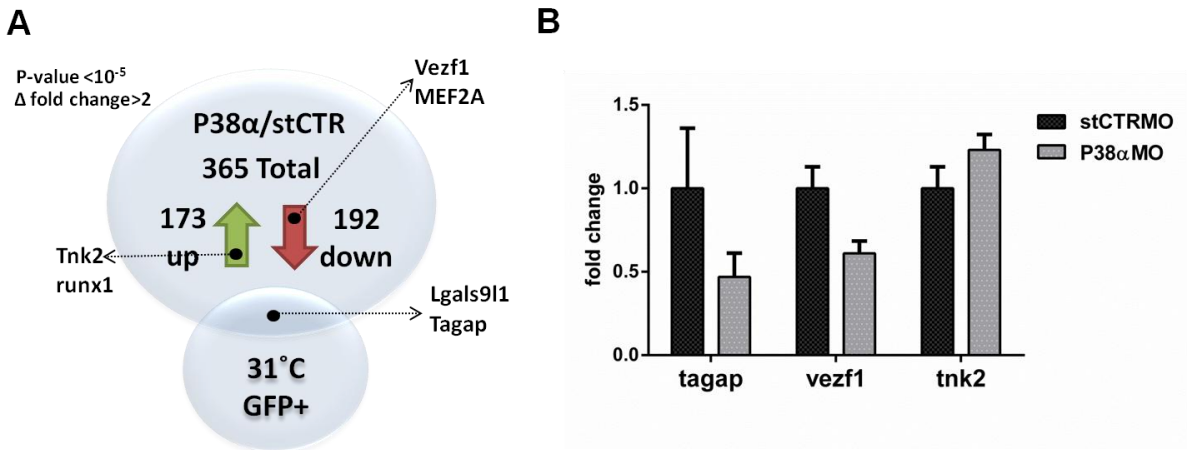 A
P-value <10-5
Δ fold change>2
P38α/stCTR
365 Total
173
up
192
down
Vezf1
MEF2A
Tnk2
runx1
Lgals9l1
Tagap
31˚C
GFP+
B
fold change
1.5
1.0
0.5
0.0
tagap
vezf1
tnk2
stCTRMO
P38αMO